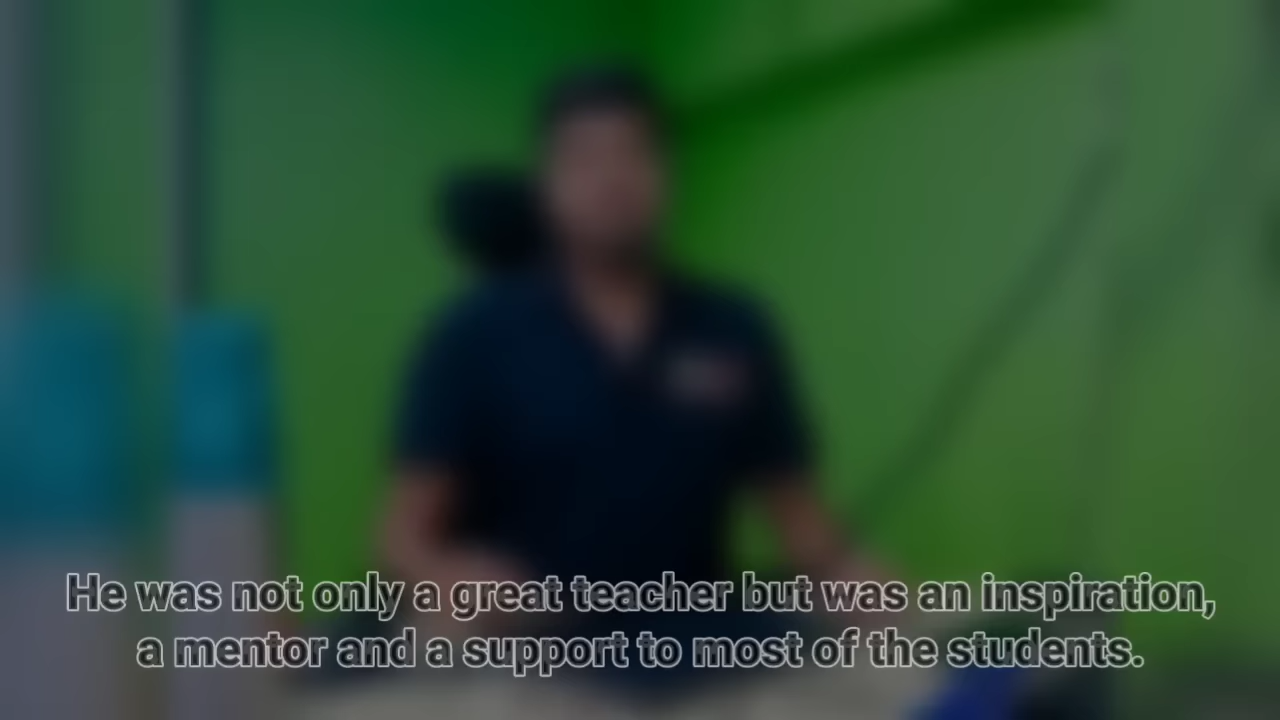 He was not only a great teacher but was an inspiration,
a mentor and a support to most of the students.